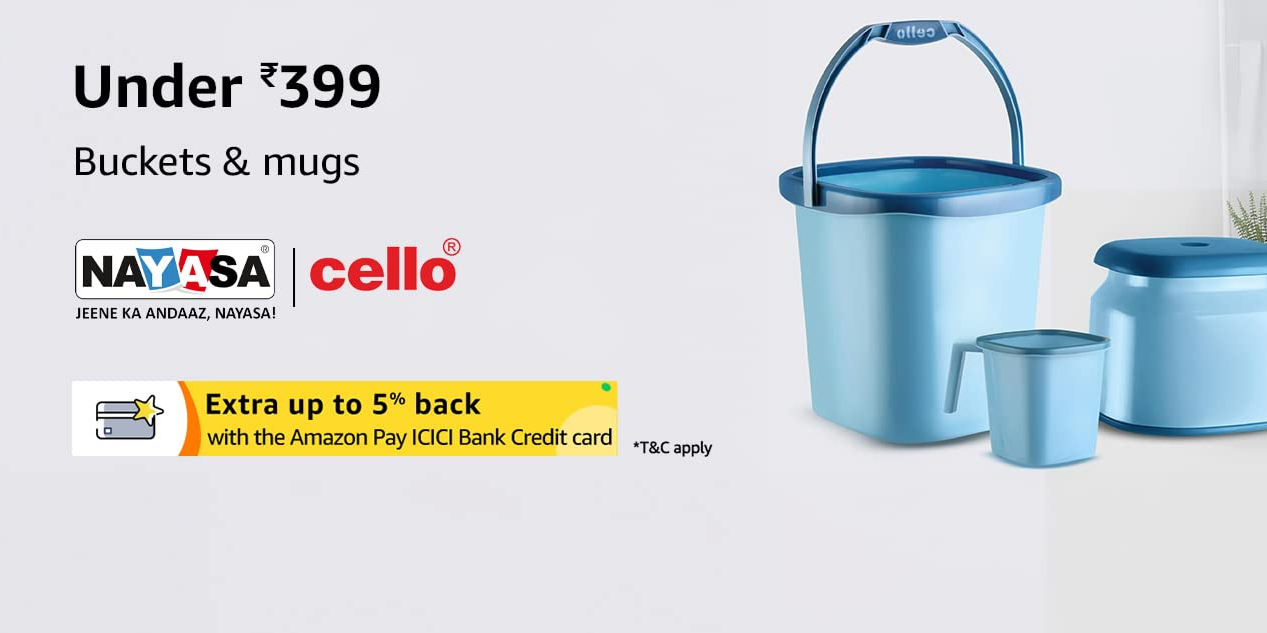 Under ₹399
Buckets & mugs
NAYASA®
JEENE KA ANDAAZ, NAYASA!
cello®
Extra up to 5% back
with the Amazon Pay ICICI Bank Credit card
*T&C apply
cello